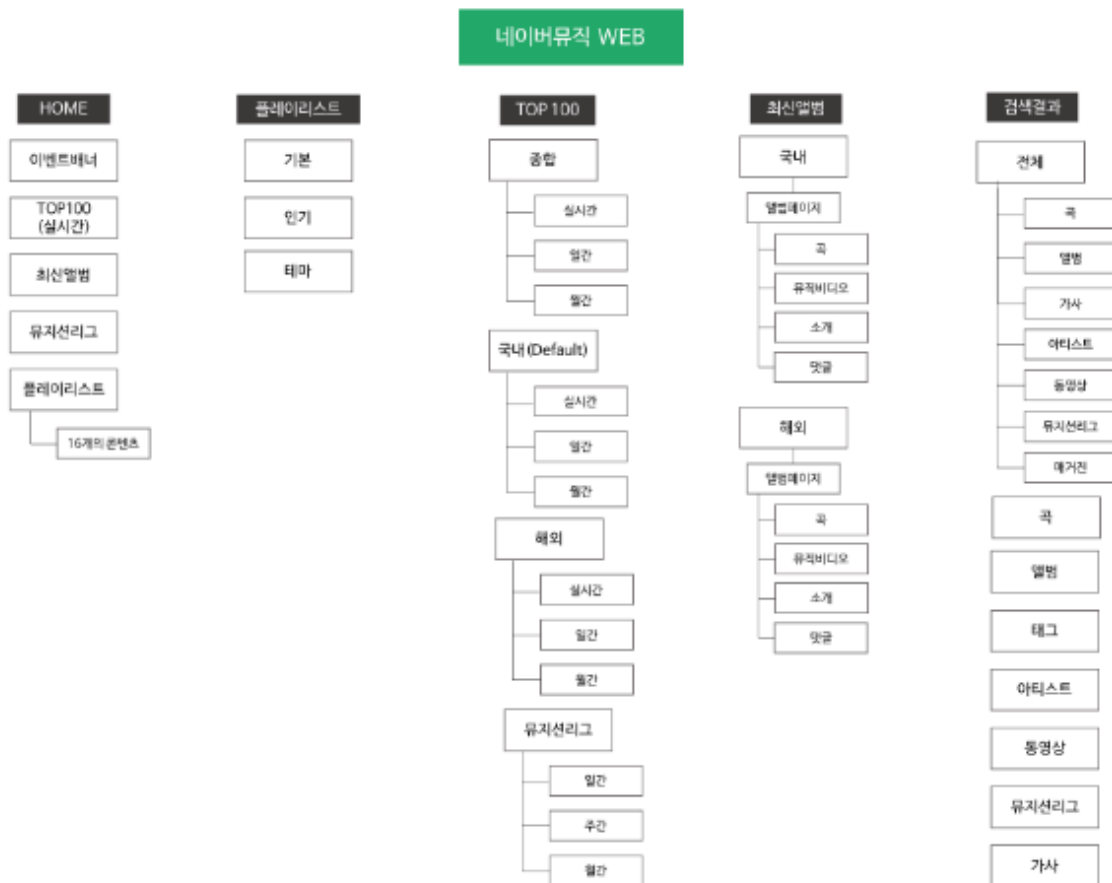 네이버뮤직 WEB
HOME
이벤트배너
TOP100
(실시간)
최신앨범
뮤지션리그
플레이리스트
16개의 콘텐츠
플레이리스트
기본
인기
테마
TOP 100
종합
실시간
일간
월간
국내 (Default)
실시간
일간
월간
해외
실시간
일간
월간
뮤지션리그
일간
주간
월간
최신앨범
국내
앨범페이지
곡
뮤직비디오
소개
댓글
해외
앨범페이지
곡
뮤직비디오
소개
댓글
검색결과
전체
곡
앨범
가사
아티스트
동영상
뮤지션리그
매거진
곡
앨범
태그
아티스트
동영상
뮤지션리그
가사